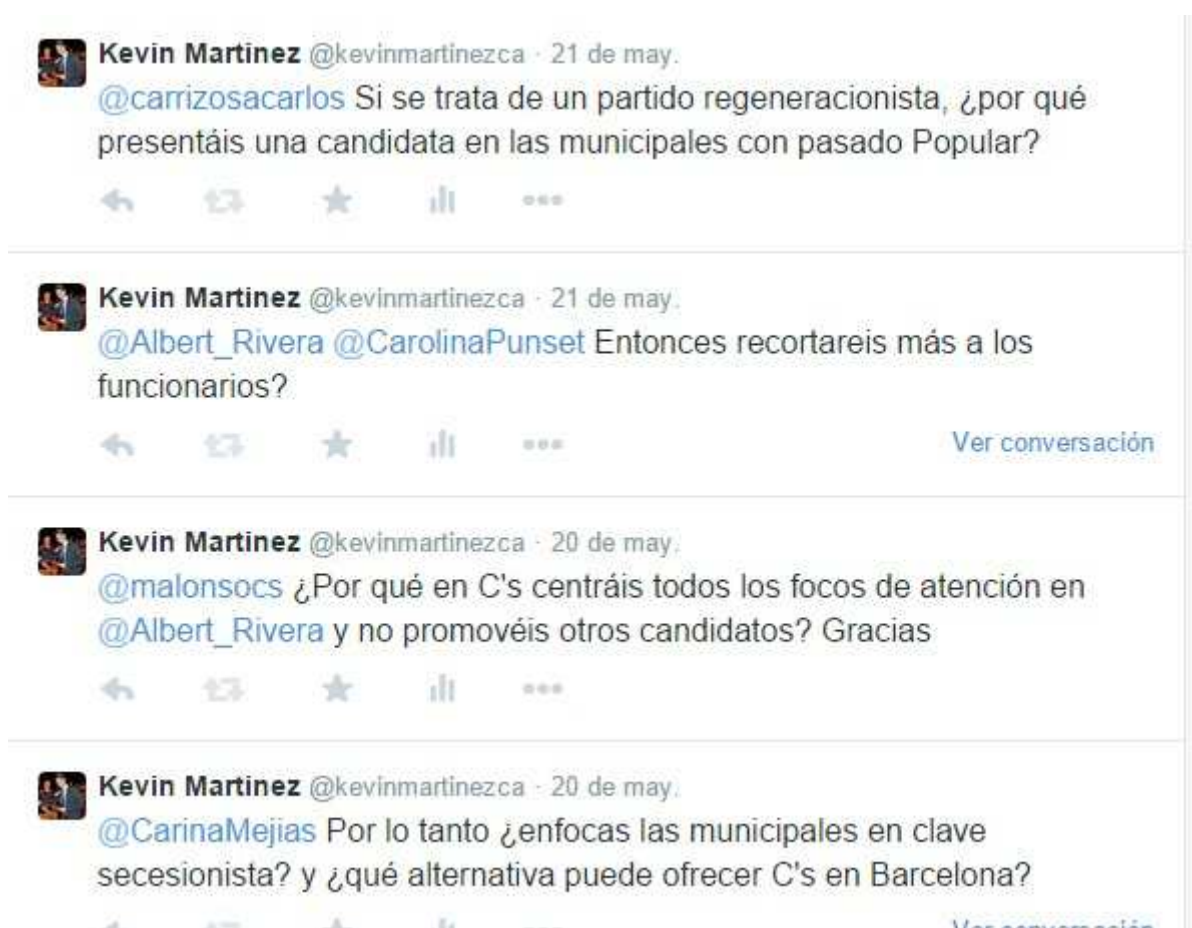 Kevin Martinez @kevinmartinezca · 21 de may.
@carrizosacarlos Si se trata de un partido regeneracionista, ¿por qué
presentáis una candidata en las municipales con pasado Popular?
Kevin Martinez @kevinmartinezca · 21 de may.
@Albert_Rivera @CarolinaPunset Entonces recortareis más a los
funcionarios?
Ver conversación
Kevin Martinez @kevinmartinezca · 20 de may.
@malonsocs ¿Por qué en C's centráis todos los focos de atención en
@Albert_Rivera y no promovéis otros candidatos? Gracias
Kevin Martinez @kevinmartinezca · 20 de may.
@CarinaMejias Por lo tanto ¿enfocas las municipales en clave
secesionista? y ¿qué alternativa puede ofrecer C's en Barcelona?
Ver conversación